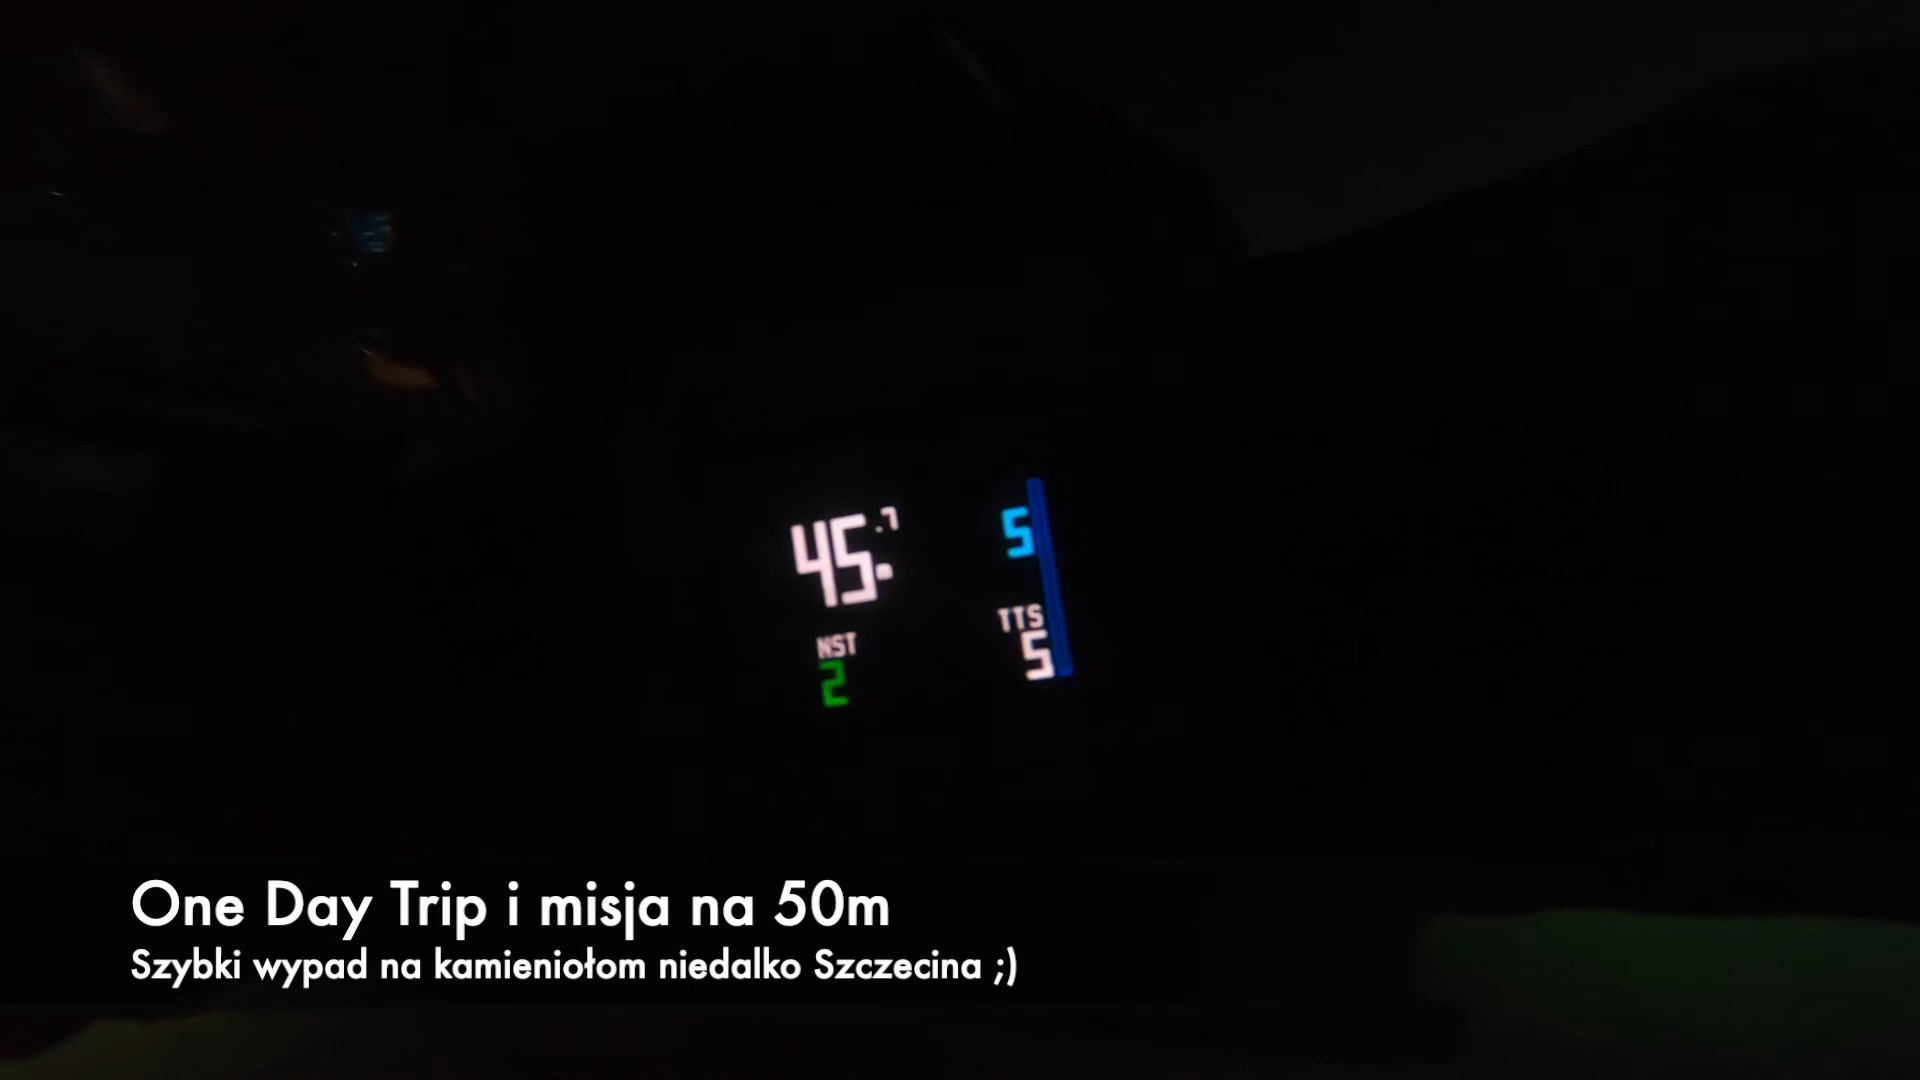 45.7 5
NST TTS
2 5
One Day Trip i misja na 50m
Szybki wypad na kamieniołom niedalko Szczecina ;)